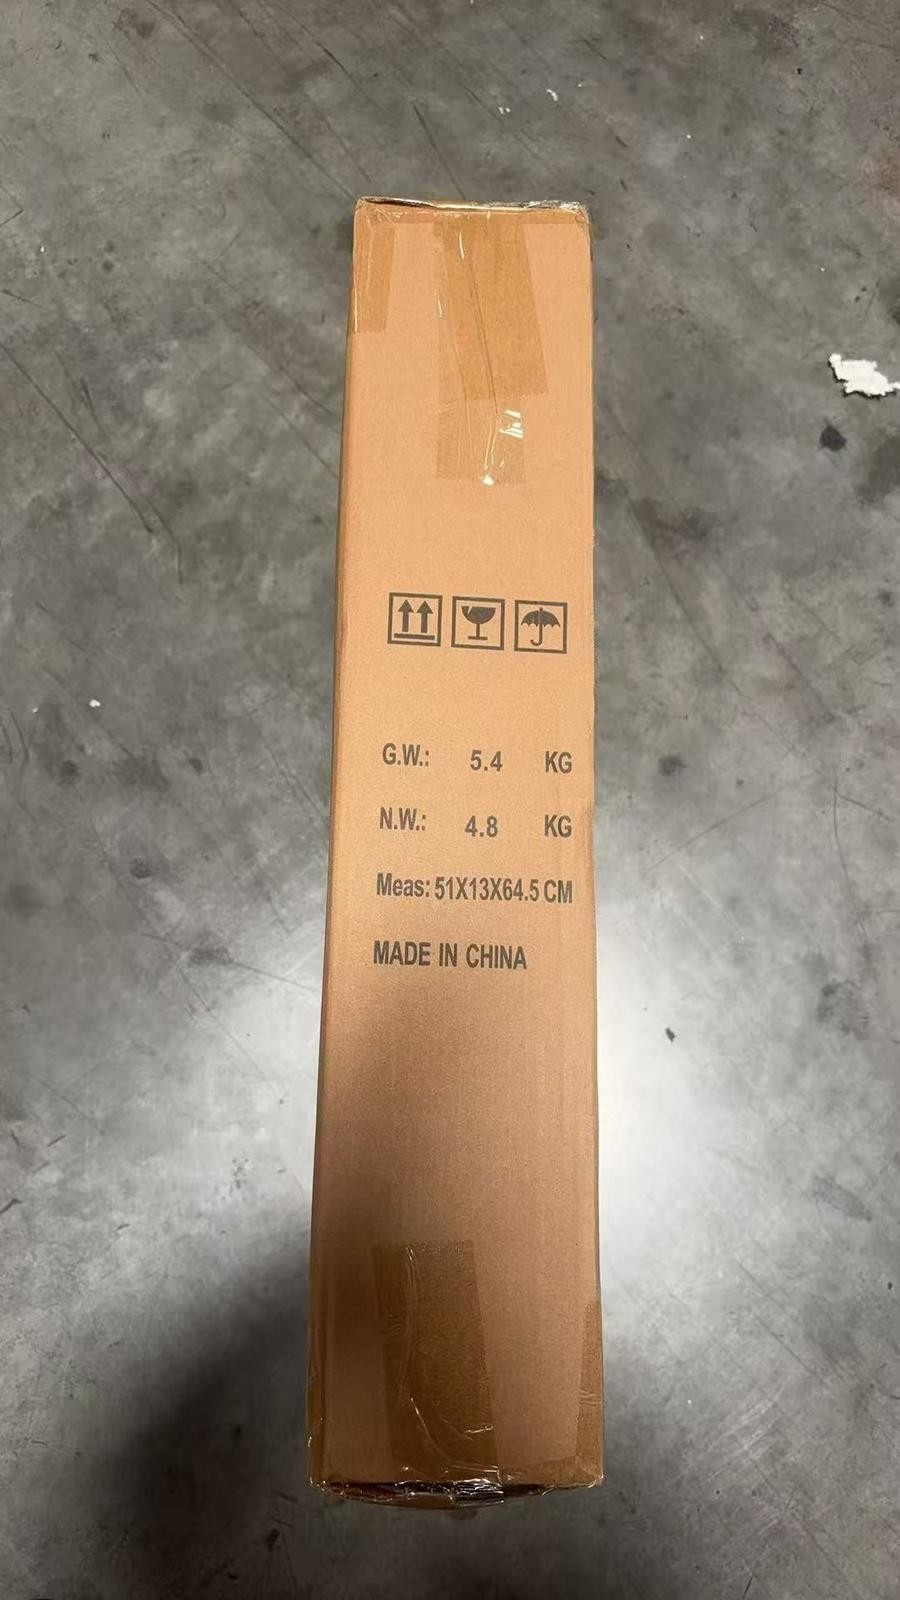 G.W.: 5.4 KG
N.W.: 4.8 KG
Meas: 51X13X64.5 CM
MADE IN CHINA